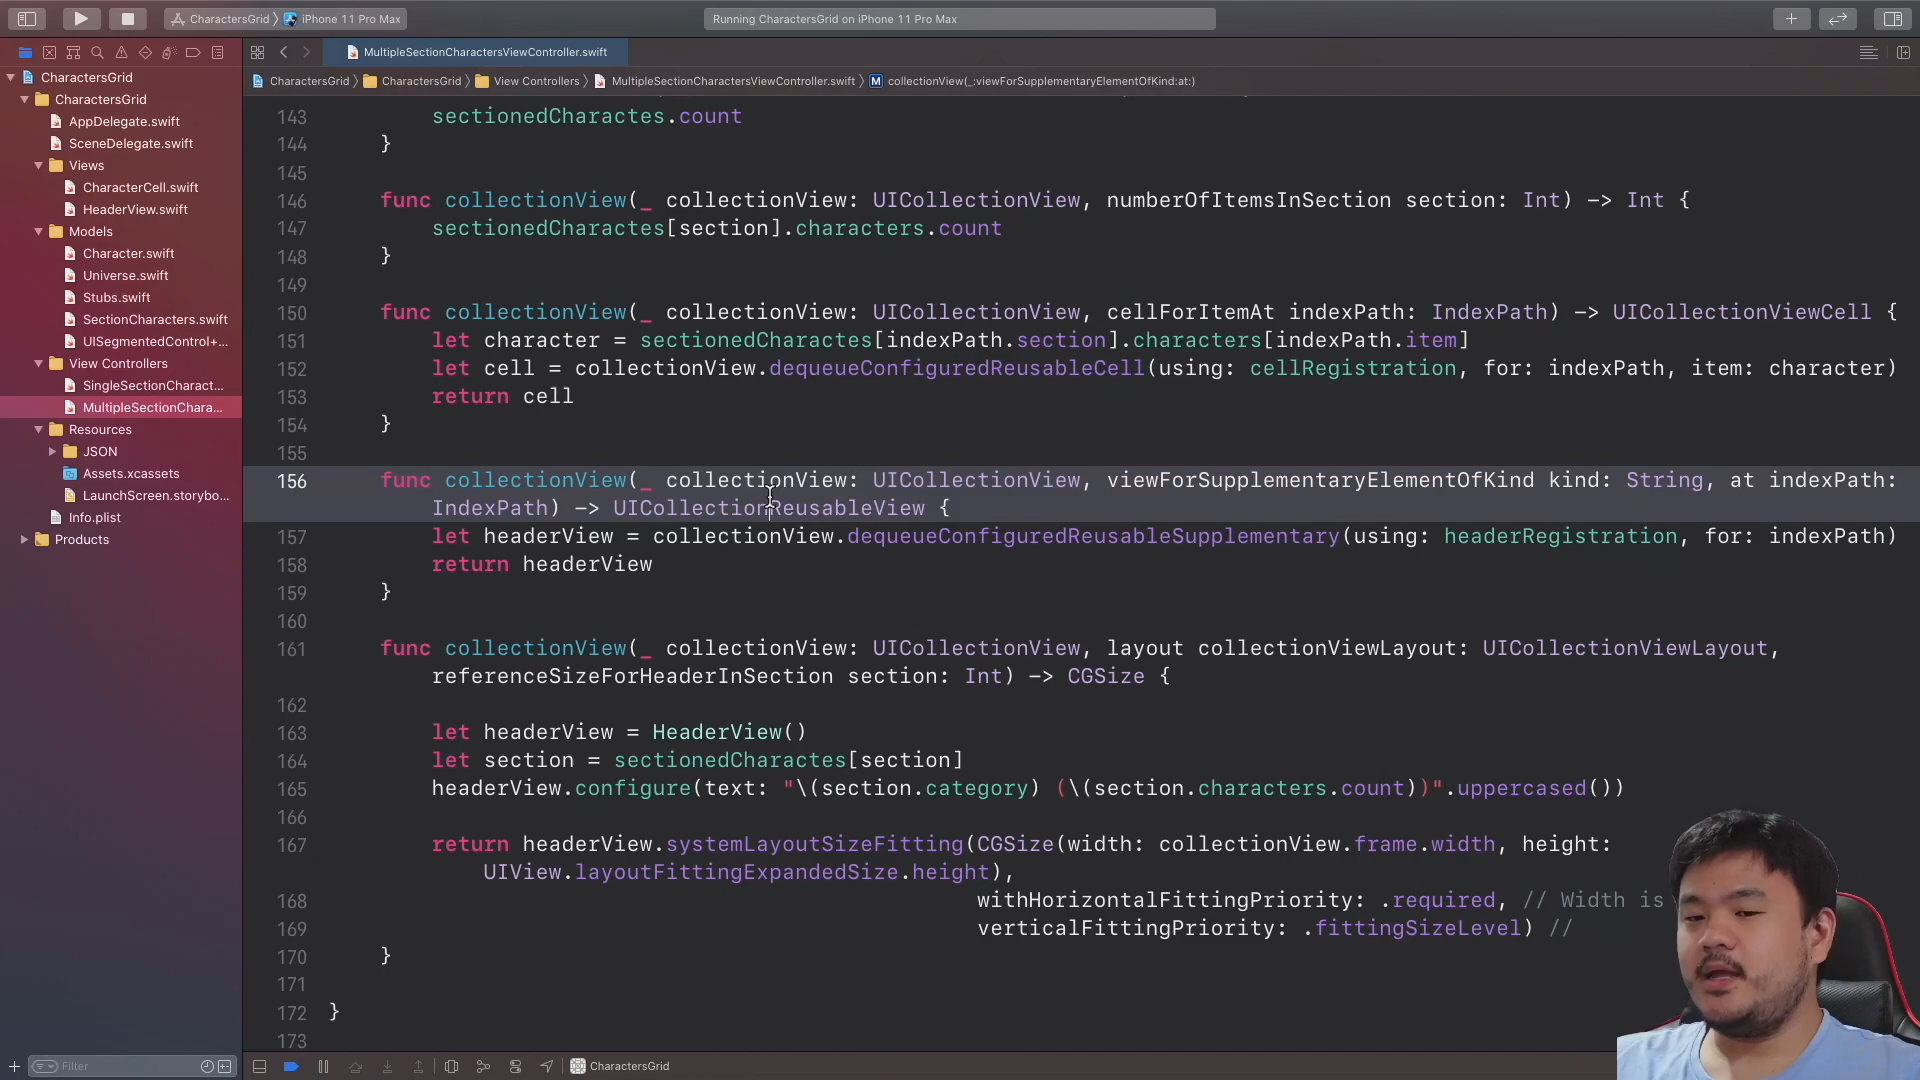 CharactersGrid
iPhone 11 Pro Max
Running CharactersGrid on iPhone 11 Pro Max
MultipleSectionCharactersViewController.swift
CharactersGrid
CharactersGrid
View Controllers
MultipleSectionCharactersViewController.swift
M
collectionView(_:viewForSupplementaryElementOfKind:at:)
CharactersGrid
CharactersGrid
AppDelegate.swift
SceneDelegate.swift
Views
CharacterCell.swift
HeaderView.swift
Models
Character.swift
Universe.swift
Stubs.swift
SectionCharacters.swift
UISegmentedControl+...
View Controllers
SingleSectionCharact...
MultipleSectionChara...
Resources
JSON
Assets.xcassets
LaunchScreen.storybo...
Info.plist
Products
143 sectionedCharactes.count
144 }
145
146 func collectionView(_ collectionView: UICollectionView, numberOfItemsInSection section: Int) -> Int {
147 sectionedCharactes[section].characters.count
148 }
149
150 func collectionView(_ collectionView: UICollectionView, cellForItemAt indexPath: IndexPath) -> UICollectionViewCell {
151 let character = sectionedCharactes[indexPath.section].characters[indexPath.item]
152 let cell = collectionView.dequeueConfiguredReusableCell(using: cellRegistration, for: indexPath, item: character)
153 return cell
154 }
155
156 func collectionView(_ collectionView: UICollectionView, viewForSupplementaryElementOfKind kind: String, at indexPath:
IndexPath) -> UICollectionReusableView {
157 let headerView = collectionView.dequeueConfiguredReusableSupplementary(using: headerRegistration, for: indexPath)
158 return headerView
159 }
160
161 func collectionView(_ collectionView: UICollectionView, layout collectionViewLayout: UICollectionViewLayout,
referenceSizeForHeaderInSection section: Int) -> CGSize {
162
163 let headerView = HeaderView()
164 let section = sectionedCharactes[section]
165 headerView.configure(text: "\(section.category) (\(section.characters.count))".uppercased())
166
167 return headerView.systemLayoutSizeFitting(CGSize(width: collectionView.frame.width, height:
UIView.layoutFittingExpandedSize.height),
168 withHorizontalFittingPriority: .required, // Width is
169 verticalFittingPriority: .fittingSizeLevel) //
170 }
171
172 }
173
Filter
CharactersGrid